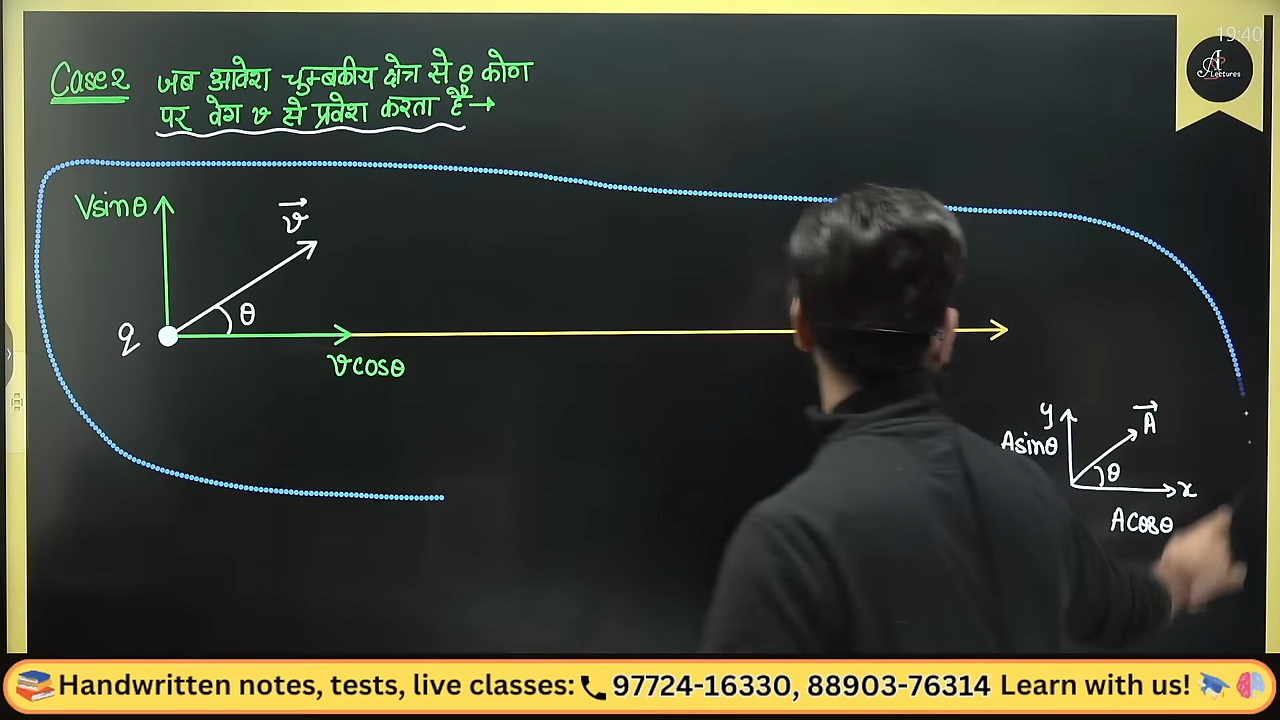 19:40
A
Lectures
Case 2 जब आवेश चुम्बकीय क्षेत्र से θ कोण
पर वेग v से प्रवेश करता है→
Vsinθ
v
θ
q
vcosθ
y
A
Asinθ
θ
x
Acosθ
Handwritten notes, tests, live classes: 97724-16330, 88903-76314 Learn with us!